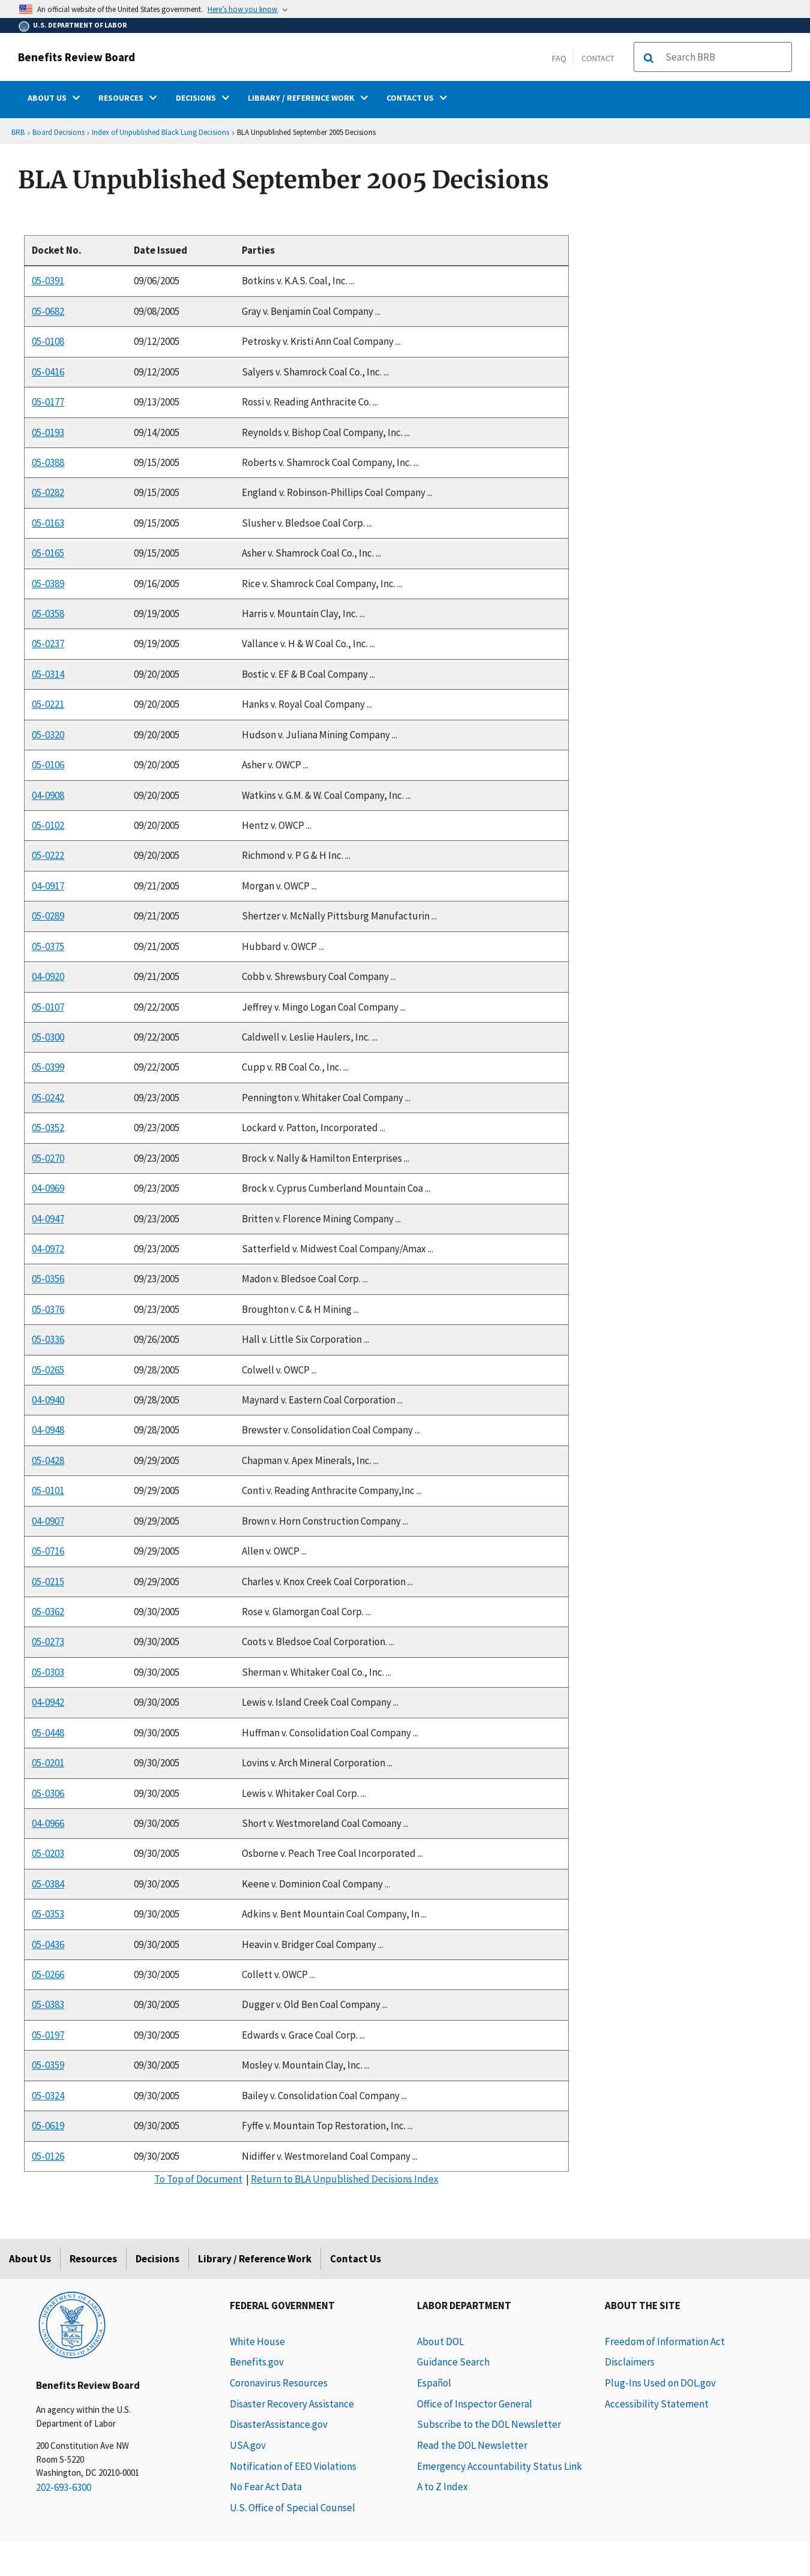 An official website of the United States government. Here's how you know
U.S. DEPARTMENT OF LABOR
Benefits Review Board
FAQ CONTACT Search BRB
ABOUT US RESOURCES DECISIONS LIBRARY / REFERENCE WORK CONTACT US
BRB › Board Decisions › Index of Unpublished Black Lung Decisions › BLA Unpublished September 2005 Decisions
BLA Unpublished September 2005 Decisions
Docket No. Date Issued Parties
05-0391 09/06/2005 Botkins v. K.A.S. Coal, Inc. ...
05-0682 09/08/2005 Gray v. Benjamin Coal Company ...
05-0108 09/12/2005 Petrosky v. Kristi Ann Coal Company ...
05-0416 09/12/2005 Salyers v. Shamrock Coal Co., Inc. ...
05-0177 09/13/2005 Rossi v. Reading Anthracite Co. ...
05-0193 09/14/2005 Reynolds v. Bishop Coal Company, Inc. ...
05-0388 09/15/2005 Roberts v. Shamrock Coal Company, Inc. ...
05-0282 09/15/2005 England v. Robinson-Phillips Coal Company ...
05-0163 09/15/2005 Slusher v. Bledsoe Coal Corp. ...
05-0165 09/15/2005 Asher v. Shamrock Coal Co., Inc. ...
05-0389 09/16/2005 Rice v. Shamrock Coal Company, Inc. ...
05-0358 09/19/2005 Harris v. Mountain Clay, Inc. ...
05-0237 09/19/2005 Vallance v. H & W Coal Co., Inc. ...
05-0314 09/20/2005 Bostic v. EF & B Coal Company ...
05-0221 09/20/2005 Hanks v. Royal Coal Company ...
05-0320 09/20/2005 Hudson v. Juliana Mining Company ...
05-0106 09/20/2005 Asher v. OWCP ...
04-0908 09/20/2005 Watkins v. G.M. & W. Coal Company, Inc. ...
05-0102 09/20/2005 Hentz v. OWCP ...
05-0222 09/20/2005 Richmond v. P G & H Inc. ...
04-0917 09/21/2005 Morgan v. OWCP ...
05-0289 09/21/2005 Shertzer v. McNally Pittsburg Manufacturin ...
05-0375 09/21/2005 Hubbard v. OWCP ...
04-0920 09/21/2005 Cobb v. Shrewsbury Coal Company ...
05-0107 09/22/2005 Jeffrey v. Mingo Logan Coal Company ...
05-0300 09/22/2005 Caldwell v. Leslie Haulers, Inc. ...
05-0399 09/22/2005 Cupp v. RB Coal Co., Inc. ...
05-0242 09/23/2005 Pennington v. Whitaker Coal Company ...
05-0352 09/23/2005 Lockard v. Patton, Incorporated ...
05-0270 09/23/2005 Brock v. Nally & Hamilton Enterprises ...
04-0969 09/23/2005 Brock v. Cyprus Cumberland Mountain Coa ...
04-0947 09/23/2005 Britten v. Florence Mining Company ...
04-0972 09/23/2005 Satterfield v. Midwest Coal Company/Amax ...
05-0356 09/23/2005 Madon v. Bledsoe Coal Corp. ...
05-0376 09/23/2005 Broughton v. C & H Mining ...
05-0336 09/26/2005 Hall v. Little Six Corporation ...
05-0265 09/28/2005 Colwell v. OWCP ...
04-0940 09/28/2005 Maynard v. Eastern Coal Corporation ...
04-0948 09/28/2005 Brewster v. Consolidation Coal Company ...
05-0428 09/29/2005 Chapman v. Apex Minerals, Inc. ...
05-0101 09/29/2005 Conti v. Reading Anthracite Company,Inc ...
04-0907 09/29/2005 Brown v. Horn Construction Company ...
05-0716 09/29/2005 Allen v. OWCP ...
05-0215 09/29/2005 Charles v. Knox Creek Coal Corporation ...
05-0362 09/30/2005 Rose v. Glamorgan Coal Corp. ...
05-0273 09/30/2005 Coots v. Bledsoe Coal Corporation. ...
05-0303 09/30/2005 Sherman v. Whitaker Coal Co., Inc. ...
04-0942 09/30/2005 Lewis v. Island Creek Coal Company ...
05-0448 09/30/2005 Huffman v. Consolidation Coal Company ...
05-0201 09/30/2005 Lovins v. Arch Mineral Corporation ...
05-0306 09/30/2005 Lewis v. Whitaker Coal Corp. ...
04-0966 09/30/2005 Short v. Westmoreland Coal Comoany ...
05-0203 09/30/2005 Osborne v. Peach Tree Coal Incorporated ...
05-0384 09/30/2005 Keene v. Dominion Coal Company ...
05-0353 09/30/2005 Adkins v. Bent Mountain Coal Company, In ...
05-0436 09/30/2005 Heavin v. Bridger Coal Company ...
05-0266 09/30/2005 Collett v. OWCP ...
05-0383 09/30/2005 Dugger v. Old Ben Coal Company ...
05-0197 09/30/2005 Edwards v. Grace Coal Corp. ...
05-0359 09/30/2005 Mosley v. Mountain Clay, Inc. ...
05-0324 09/30/2005 Bailey v. Consolidation Coal Company ...
05-0619 09/30/2005 Fyffe v. Mountain Top Restoration, Inc. ...
05-0126 09/30/2005 Nidiffer v. Westmoreland Coal Company ...
To Top of Document | Return to BLA Unpublished Decisions Index
About Us Resources Decisions Library / Reference Work Contact Us
DEPARTMENT OF LABOR
UNITED STATES OF AMERICA
Benefits Review Board
An agency within the U.S.
Department of Labor
200 Constitution Ave NW
Room S-5220
Washington, DC 20210-0001
202-693-6300
FEDERAL GOVERNMENT
White House
Benefits.gov
Coronavirus Resources
Disaster Recovery Assistance
DisasterAssistance.gov
USA.gov
Notification of EEO Violations
No Fear Act Data
U.S. Office of Special Counsel
LABOR DEPARTMENT
About DOL
Guidance Search
Español
Office of Inspector General
Subscribe to the DOL Newsletter
Read the DOL Newsletter
Emergency Accountability Status Link
A to Z Index
ABOUT THE SITE
Freedom of Information Act
Disclaimers
Plug-Ins Used on DOL.gov
Accessibility Statement